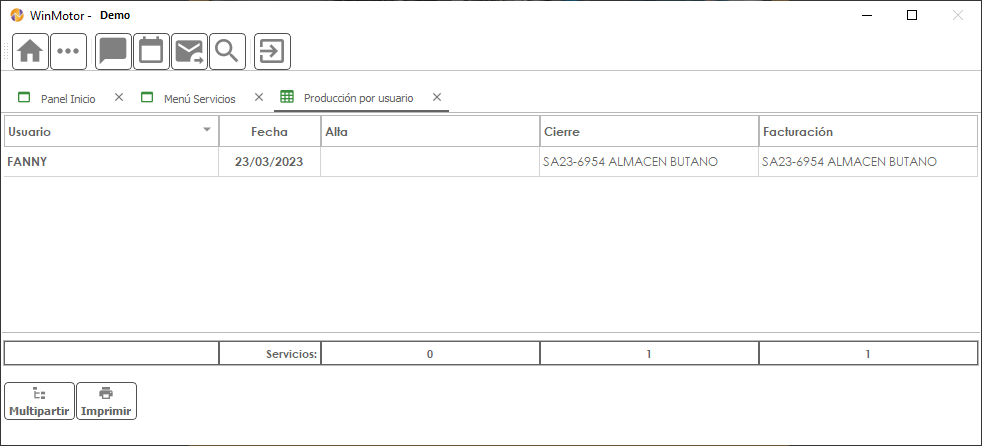 WinMotor - Demo
Panel Inicio Menú Servicios Producción por usuario
Usuario Fecha Alta Cierre Facturación
FANNY 23/03/2023 SA23-6954 ALMACEN BUTANO SA23-6954 ALMACEN BUTANO
Servicios: 0 1 1
Multipartir Imprimir